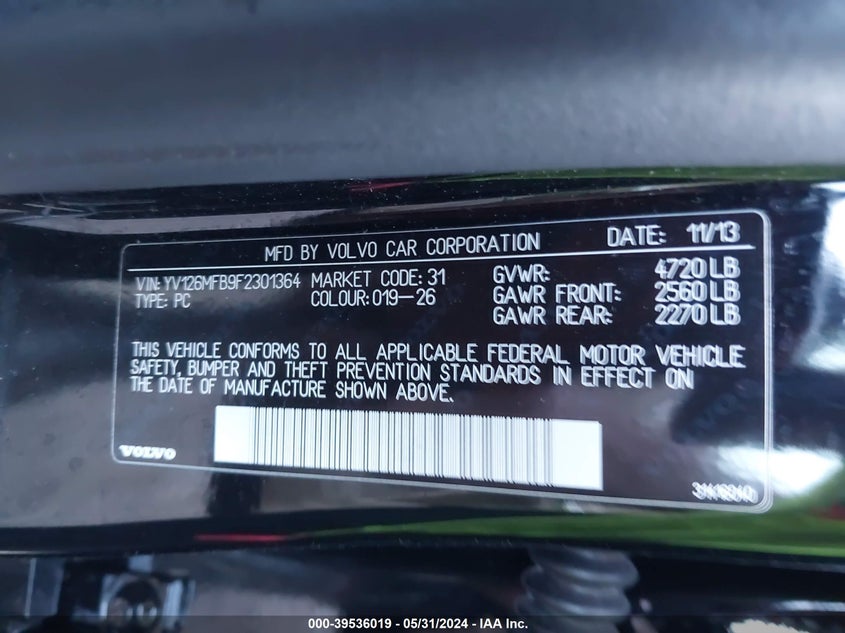 MFD BY VOLVO CAR CORPORATION DATE: 11/13
VIN: YV126MFB9F2301364 MARKET CODE: 31 GVWR: 4720 LB
TYPE: PC COLOUR: 019-26 GAWR FRONT: 2560 LB
GAWR REAR: 2270 LB
THIS VEHICLE CONFORMS TO ALL APPLICABLE FEDERAL MOTOR VEHICLE
SAFETY, BUMPER AND THEFT PREVENTION STANDARDS IN EFFECT ON
THE DATE OF MANUFACTURE SHOWN ABOVE.
VOLVO
000-39536019 - 05/31/2024 - IAA Inc.